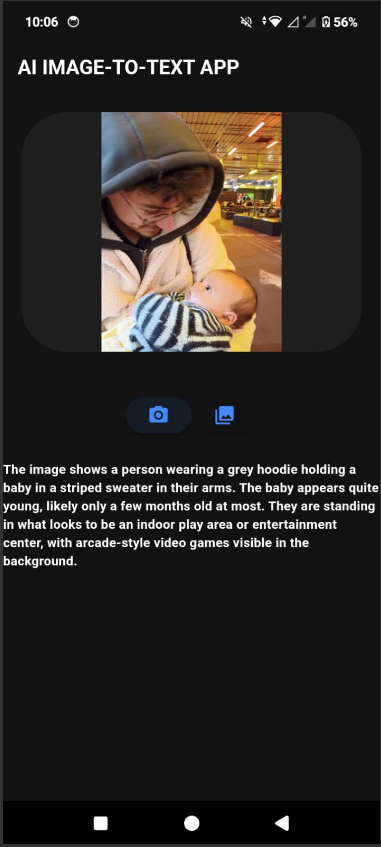 10:06 56%
AI IMAGE-TO-TEXT APP
The image shows a person wearing a grey hoodie holding a
baby in a striped sweater in their arms. The baby appears quite
young, likely only a few months old at most. They are standing
in what looks to be an indoor play area or entertainment
center, with arcade-style video games visible in the
background.